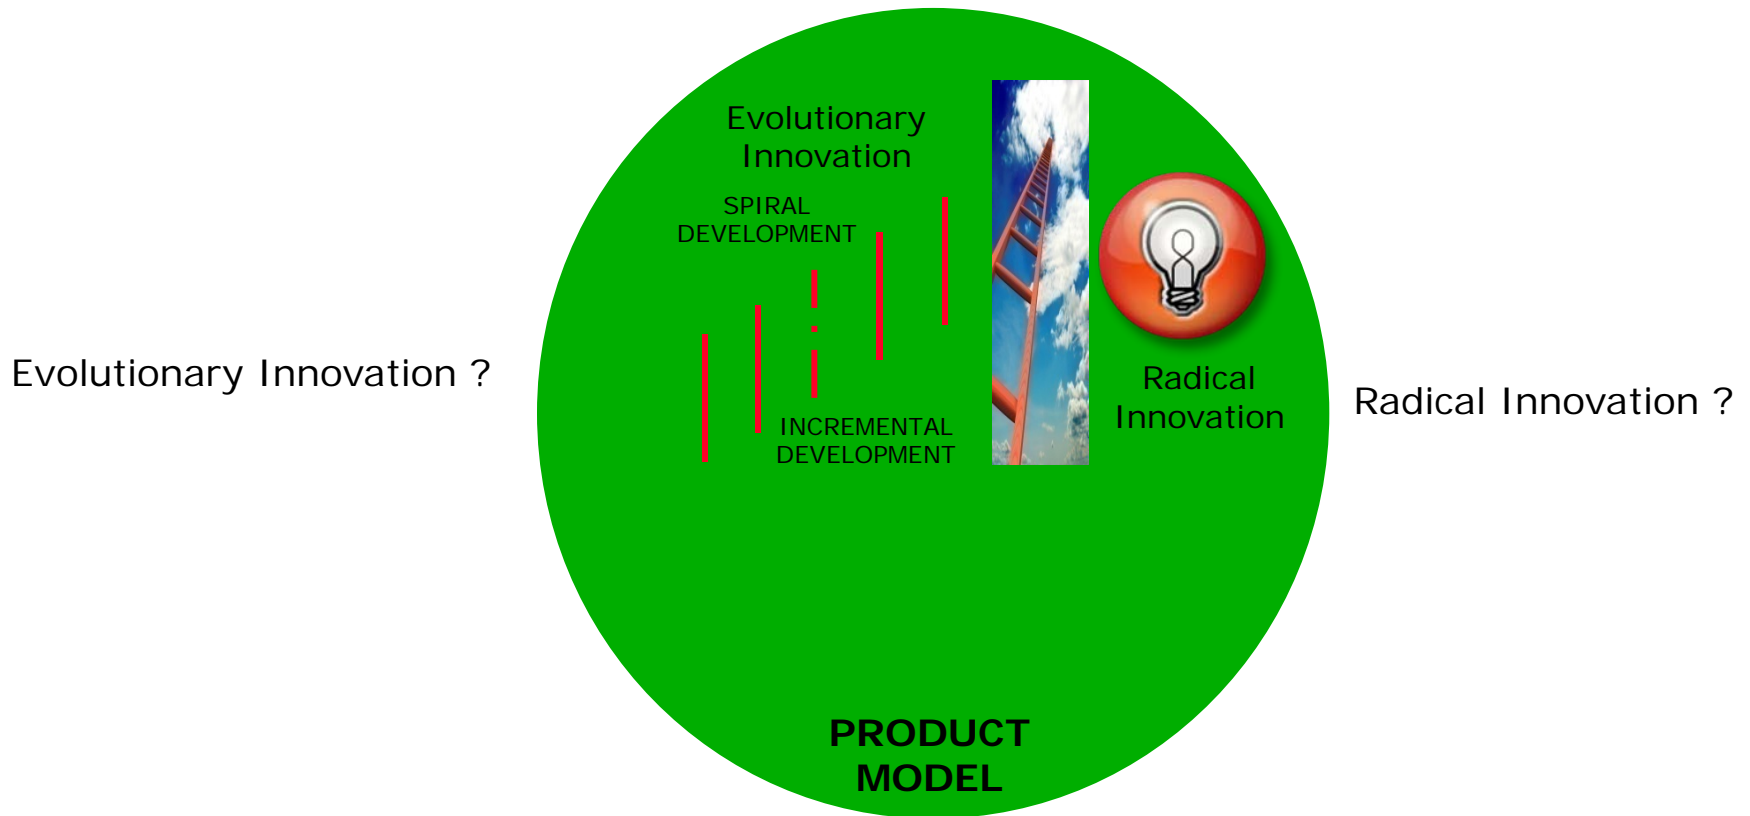 Evolutionary
Innovation
SPIRAL
DEVELOPMENT
INCREMENTAL
DEVELOPMENT
Radical
Innovation
Evolutionary Innovation ?
Radical Innovation ?
PRODUCT
MODEL